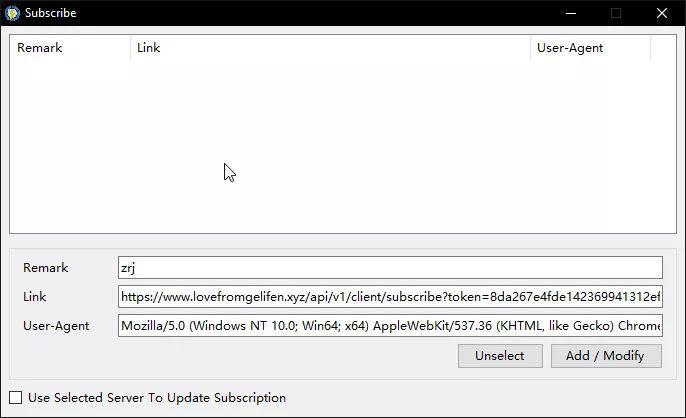 Subscribe
Remark Link User-Agent
Remark zrj
Link https://www.lovefromgelifen.xyz/api/v1/client/subscribe?token=8da267e4fde142369941312ef
User-Agent Mozilla/5.0 (Windows NT 10.0; Win64; x64) AppleWebKit/537.36 (KHTML, like Gecko) Chrome
Unselect Add / Modify
Use Selected Server To Update Subscription